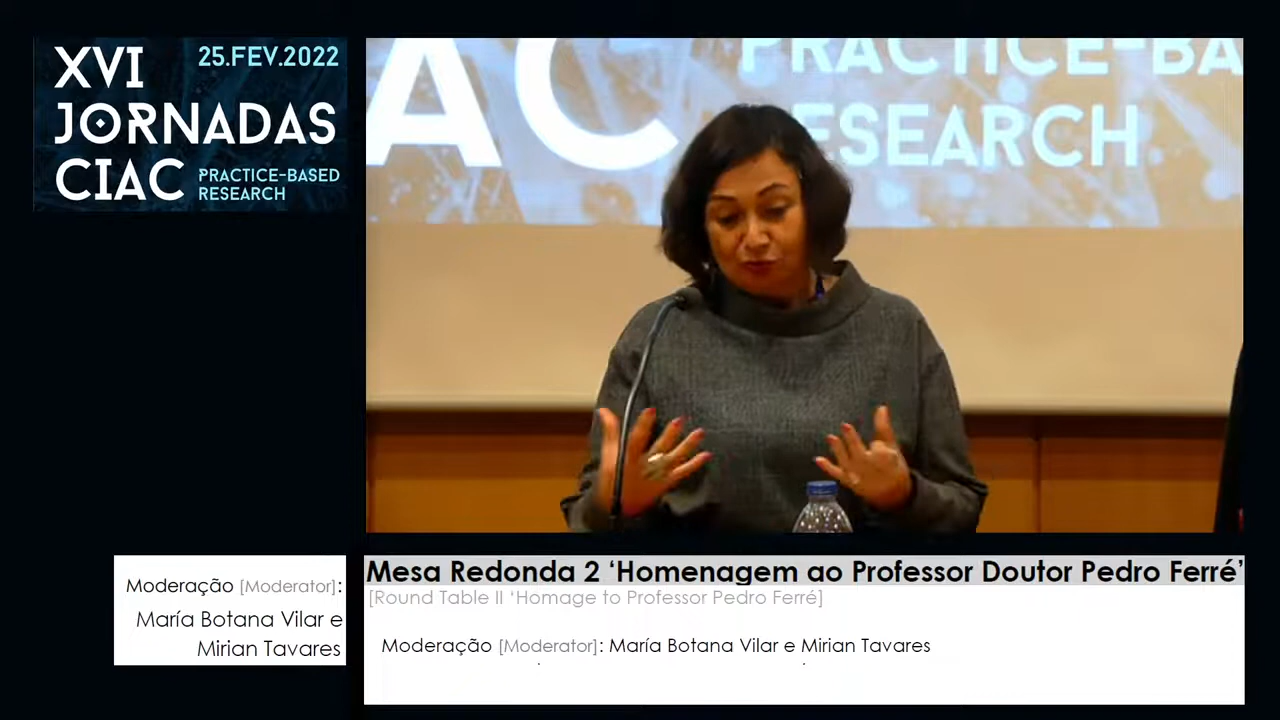 XVI
25.FEV.2022
JORNADAS
CIAC
PRACTICE-BASED
RESEARCH
AC
PRACTICE-BA
ESEARCH
Moderação [Moderator]:
María Botana Vilar e
Mirian Tavares
Mesa Redonda 2 ‘Homenagem ao Professor Doutor Pedro Ferré’
[Round Table II ‘Homage to Professor Pedro Ferré]
Moderação [Moderator]: María Botana Vilar e Mirian Tavares